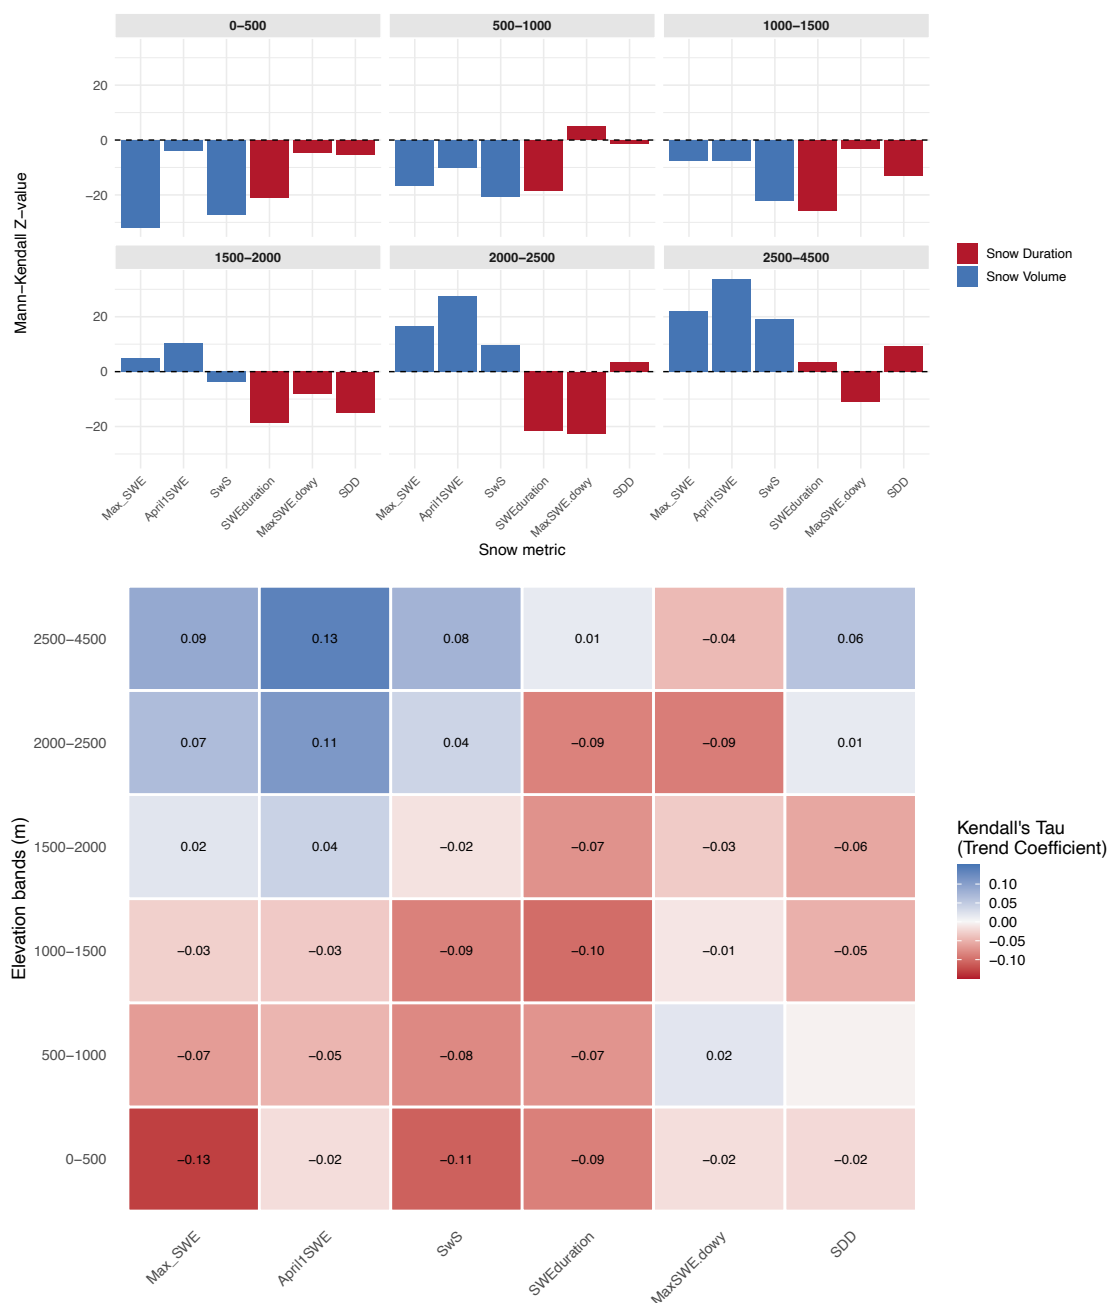 0−500
500−1000
1000−1500
20
0
−20
1500−2000
2000−2500
2500−4500
20
0
−20
Mann−Kendall Z−value
Max_SWE
April1SWE
SwS
SWEduration
MaxSWE.dowy
SDD
Max_SWE
April1SWE
SwS
SWEduration
MaxSWE.dowy
SDD
Max_SWE
April1SWE
SwS
SWEduration
MaxSWE.dowy
SDD
Snow metric
Snow Duration
Snow Volume
2500−4500
0.09
0.13
0.08
0.01
−0.04
0.06
2000−2500
0.07
0.11
0.04
−0.09
−0.09
0.01
1500−2000
0.02
0.04
−0.02
−0.07
−0.03
−0.06
1000−1500
−0.03
−0.03
−0.09
−0.10
−0.01
−0.05
500−1000
−0.07
−0.05
−0.08
−0.07
0.02
0−500
−0.13
−0.02
−0.11
−0.09
−0.02
−0.02
Elevation bands (m)
Max_SWE
April1SWE
SwS
SWEduration
MaxSWE.dowy
SDD
Kendall's Tau
(Trend Coefficient)
0.10
0.05
0.00
−0.05
−0.10